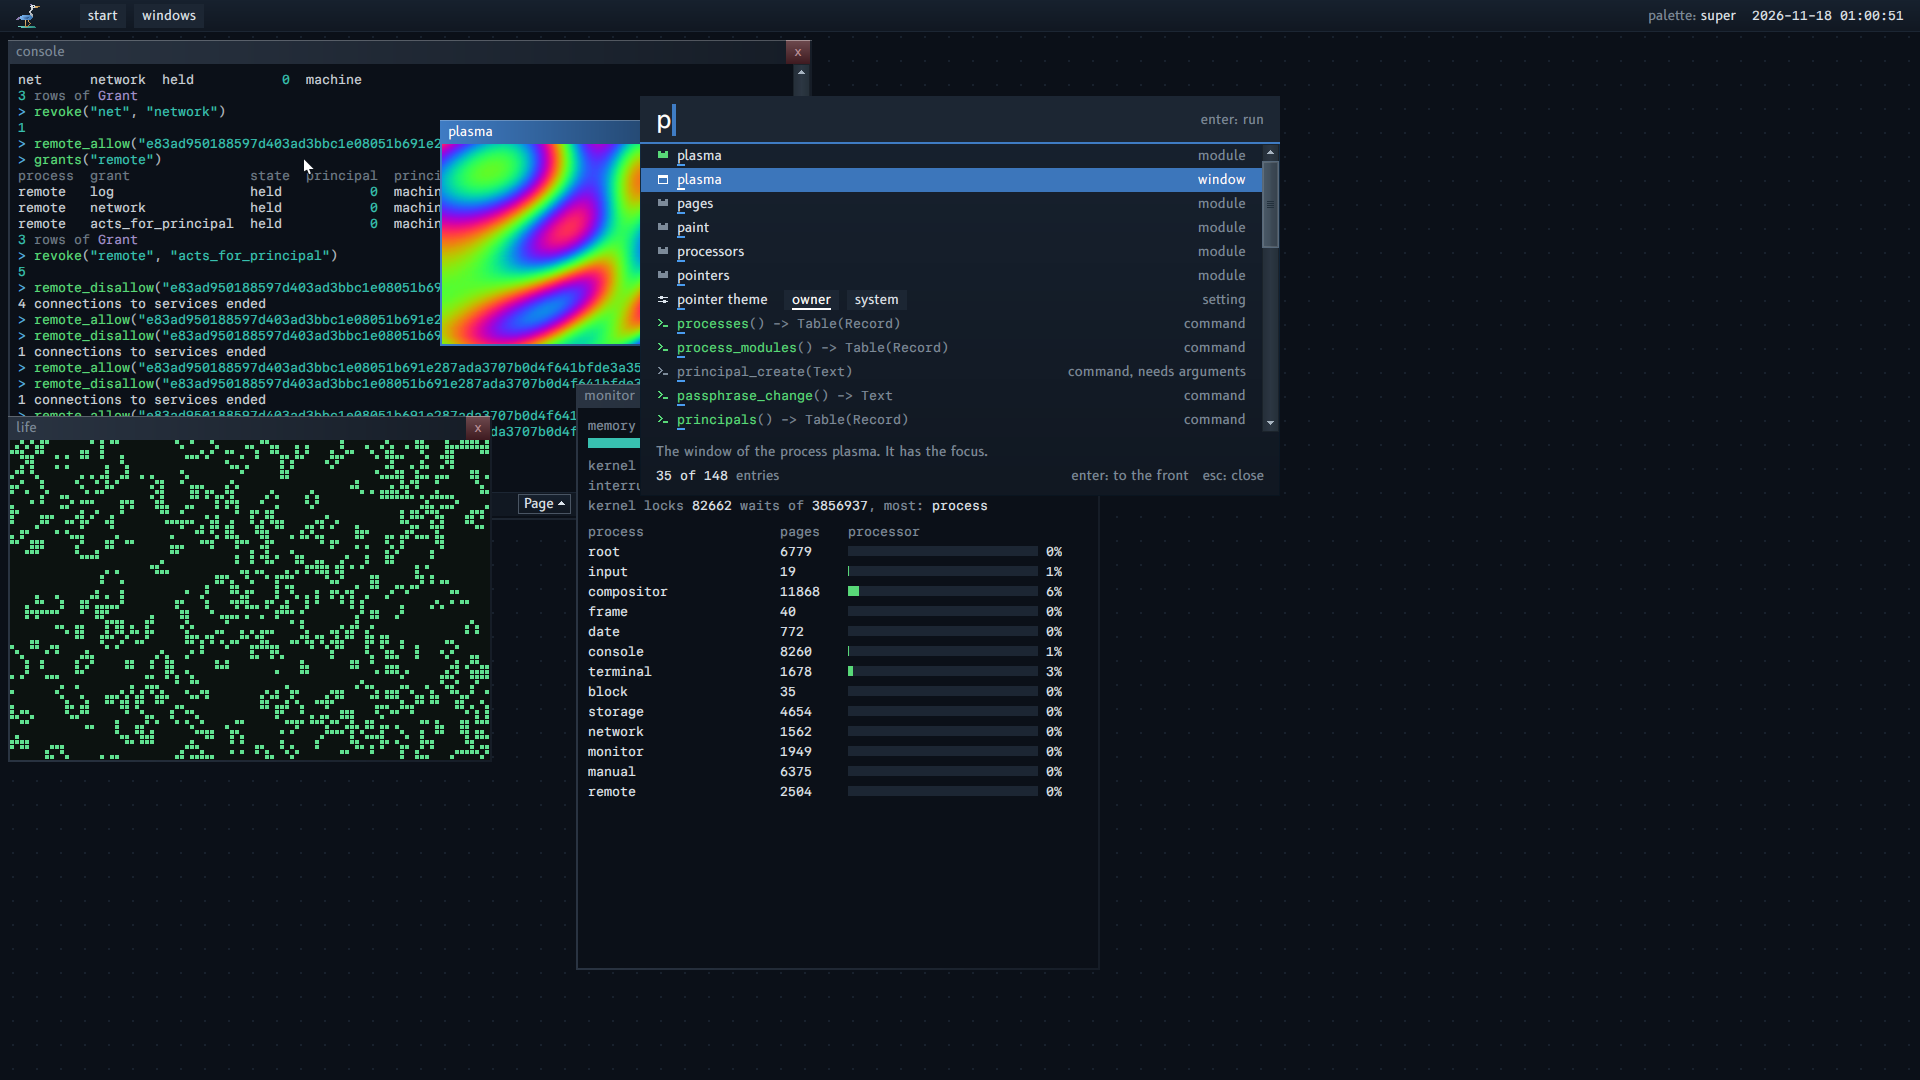 start windows palette: super 2026-11-18 01:00:51
console x
net network held 0 machine
3 rows of Grant
> revoke("net", "network")
1
> remote_allow("e83ad950188597d403ad3bbc1e08051b691e2
> grants("remote")
process grant state principal princi
remote log held 0 machin
remote network held 0 machin
remote acts_for_principal held 0 machin
3 rows of Grant
> revoke("remote", "acts_for_principal")
5
> remote_disallow("e83ad950188597d403ad3bbc1e08051b69
4 connections to services ended
> remote_allow("e83ad950188597d403ad3bbc1e08051b691e2
> remote_disallow("e83ad950188597d403ad3bbc1e08051b69
1 connections to services ended
> remote_allow("e83ad950188597d403ad3bbc1e08051b691e287ada3707b0d4f641bfde3a35
> remote_disallow("e83ad950188597d403ad3bbc1e08051b691e287ada3707b0d4f641bfde3
1 connections to services ended
> remote_allow("e83ad950188597d403ad3bbc1e08051b691e287ada3707b0d4f641
da3707b0d4f
Page
plasma
p enter: run
plasma module
plasma window
pages module
paint module
processors module
pointers module
pointer theme owner system setting
processes() -> Table(Record) command
process_modules() -> Table(Record) command
principal_create(Text) command, needs arguments
passphrase_change() -> Text command
principals() -> Table(Record) command
The window of the process plasma. It has the focus.
35 of 148 entries enter: to the front esc: close
life x
monitor
memory
kernel
interru
kernel locks 82662 waits of 3856937, most: process
process pages processor
root 6779 0%
input 19 1%
compositor 11868 6%
frame 40 0%
date 772 0%
console 8260 1%
terminal 1678 3%
block 35 0%
storage 4654 0%
network 1562 0%
monitor 1949 0%
manual 6375 0%
remote 2504 0%